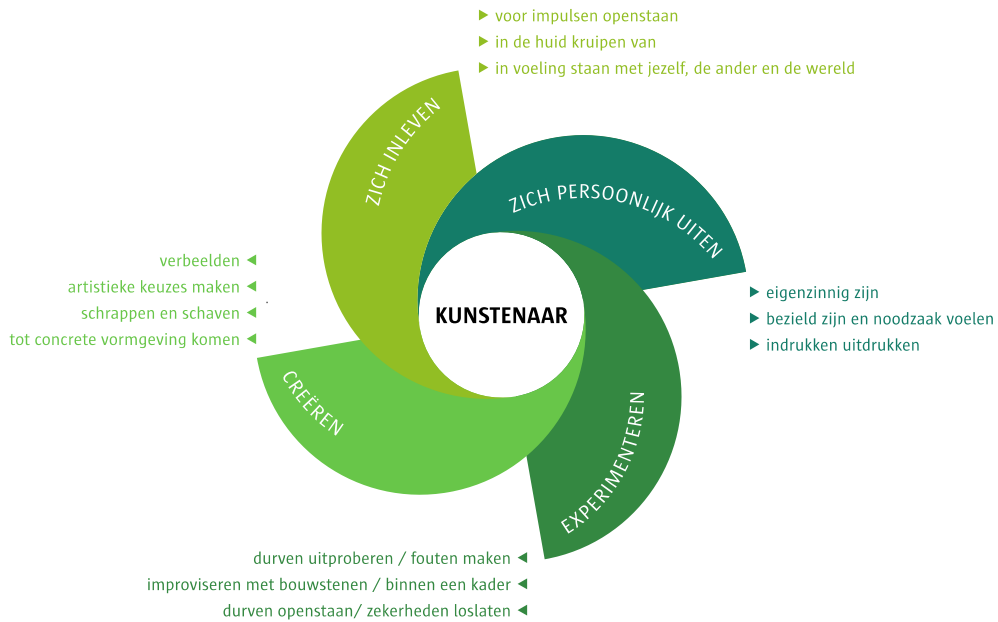 voor impulsen openstaan
in de huid kruipen van
in voeling staan met jezelf, de ander en de wereld
ZICH INLEVEN
ZICH PERSOONLIJK UITEN
eigenzinnig zijn
bezield zijn en noodzaak voelen
indrukken uitdrukken
KUNSTENAAR
verbeelden
artistieke keuzes maken
schrappen en schaven
tot concrete vormgeving komen
CREËREN
EXPERIMENTEREN
durven uitproberen / fouten maken
improviseren met bouwstenen / binnen een kader
durven openstaan/ zekerheden loslaten